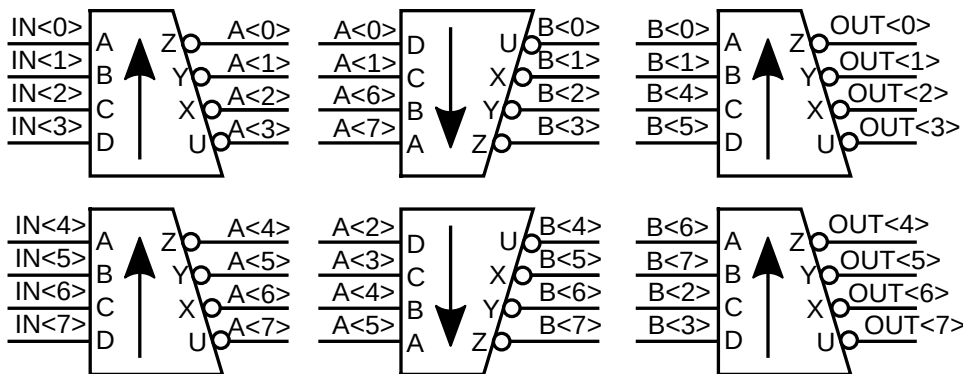 IN<0> A Z A<0> D U B<0> B<0> A Z OUT<0>
IN<1> B Y A<1> A<0> C X B<1> B<1> B Y OUT<1>
IN<2> C X A<2> A<1> B Y B<2> B<4> C X OUT<2>
IN<3> D U A<3> A<6> A Z B<3> B<5> D U OUT<3>
A<7>
IN<4> A Z A<4> A<2> D U B<4> B<6> A Z OUT<4>
IN<5> B Y A<5> A<3> C X B<5> B<7> B Y OUT<5>
IN<6> C X A<6> A<4> B Y B<6> B<2> C X OUT<6>
IN<7> D U A<7> A<5> A Z B<7> B<3> D U OUT<7>